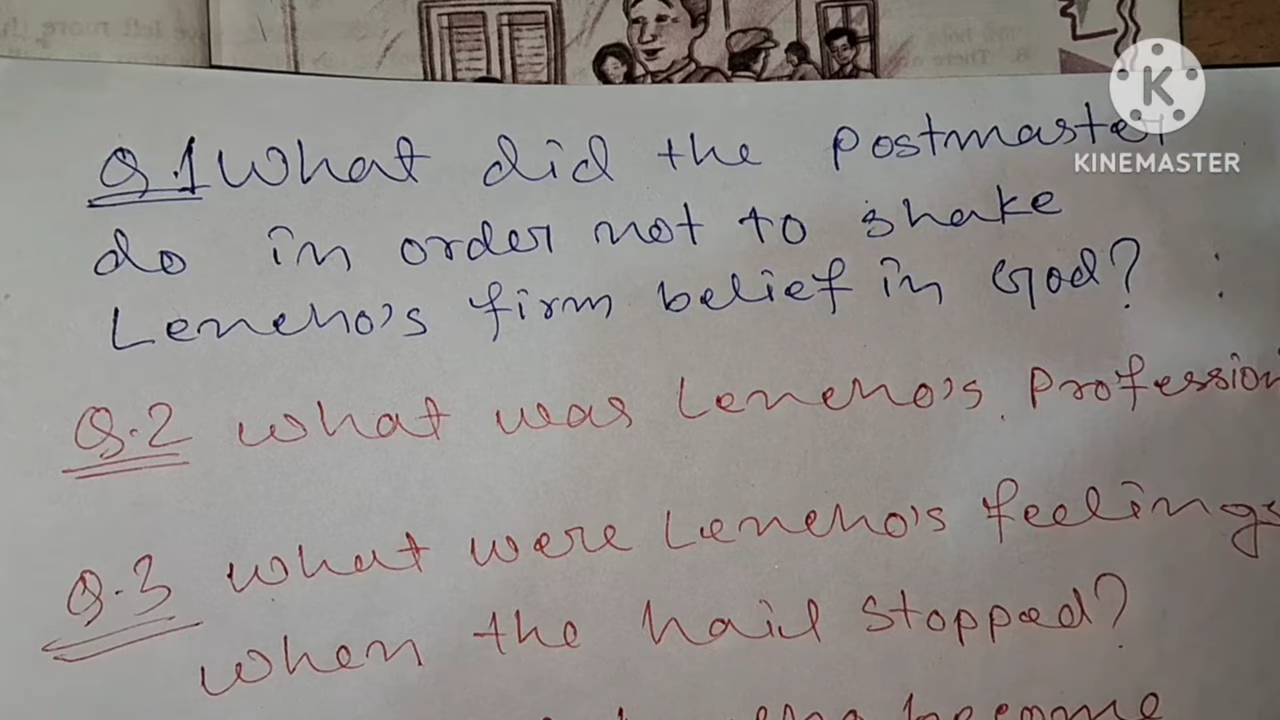 K
KINEMASTER
Q.1 What did the postmaster
do in order not to shake
Lencho's firm belief in God?
Q.2 What was Lencho's Profession
Q.3 What were Lencho's feelings
when the hail stopped?
become